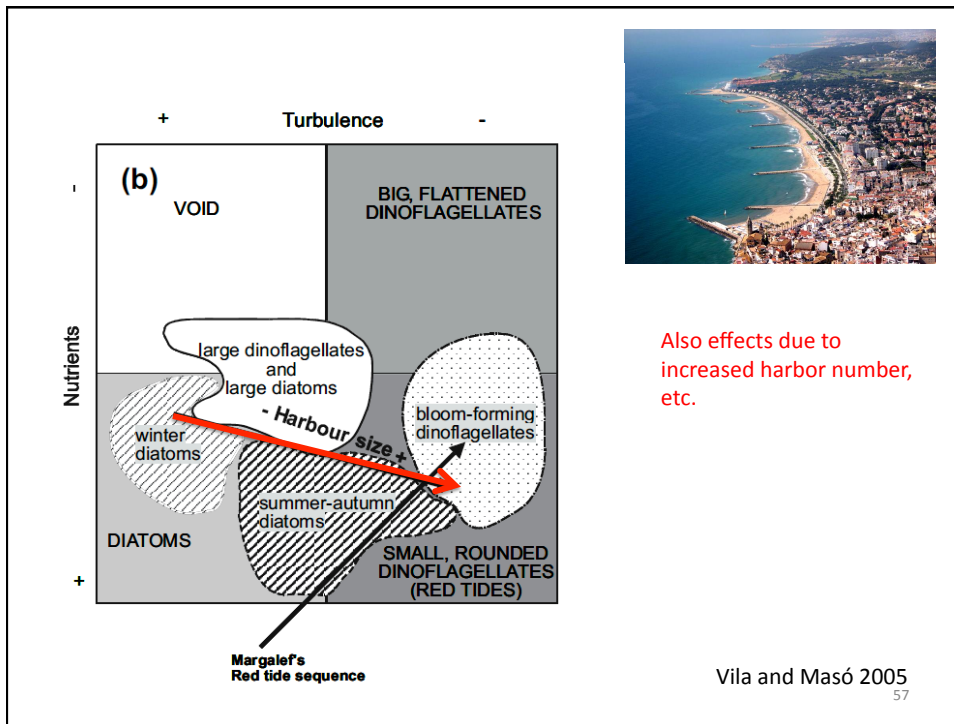 + Turbulence -
(b)
-
VOID
BIG, FLATTENED
DINOFLAGELLATES
Nutrients
large dinoflagellates
and
large diatoms
- Harbour size +
winter
diatoms
bloom-forming
dinoflagellates
summer-autumn
diatoms
DIATOMS
SMALL, ROUNDED
DINOFLAGELLATES
(RED TIDES)
+
Margalef's
Red tide sequence
Also effects due to
increased harbor number,
etc.
Vila and Masó 2005
57